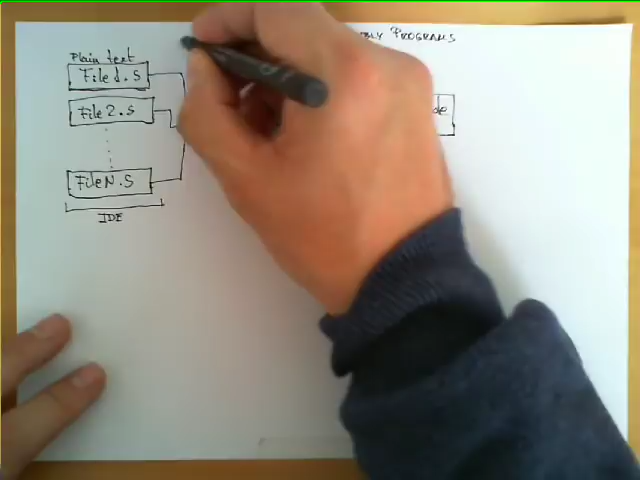 PROGRAMS
Plain text
File1.S
File2.S
FileN.S
IDE